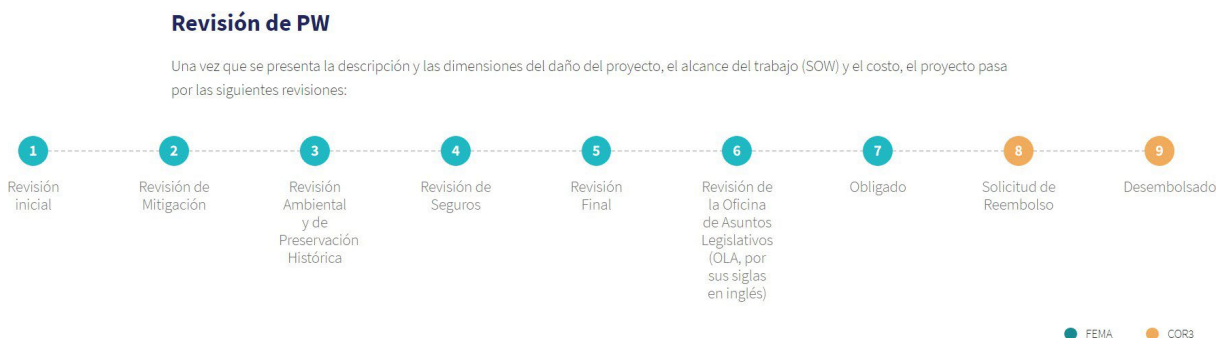 Revisión de PW
Una vez que se presenta la descripción y las dimensiones del daño del proyecto, el alcance del trabajo (SOW) y el costo, el proyecto pasa
por las siguientes revisiones:
1
Revisión
inicial
2
Revisión de
Mitigación
3
Revisión
Ambiental
y de
Preservación
Histórica
4
Revisión de
Seguros
5
Revisión
Final
6
Revisión de
la Oficina
de Asuntos
Legislativos
(OLA, por
sus siglas
en inglés)
7
Obligado
8
Solicitud de
Reembolso
9
Desembolsado
FEMA
COR3